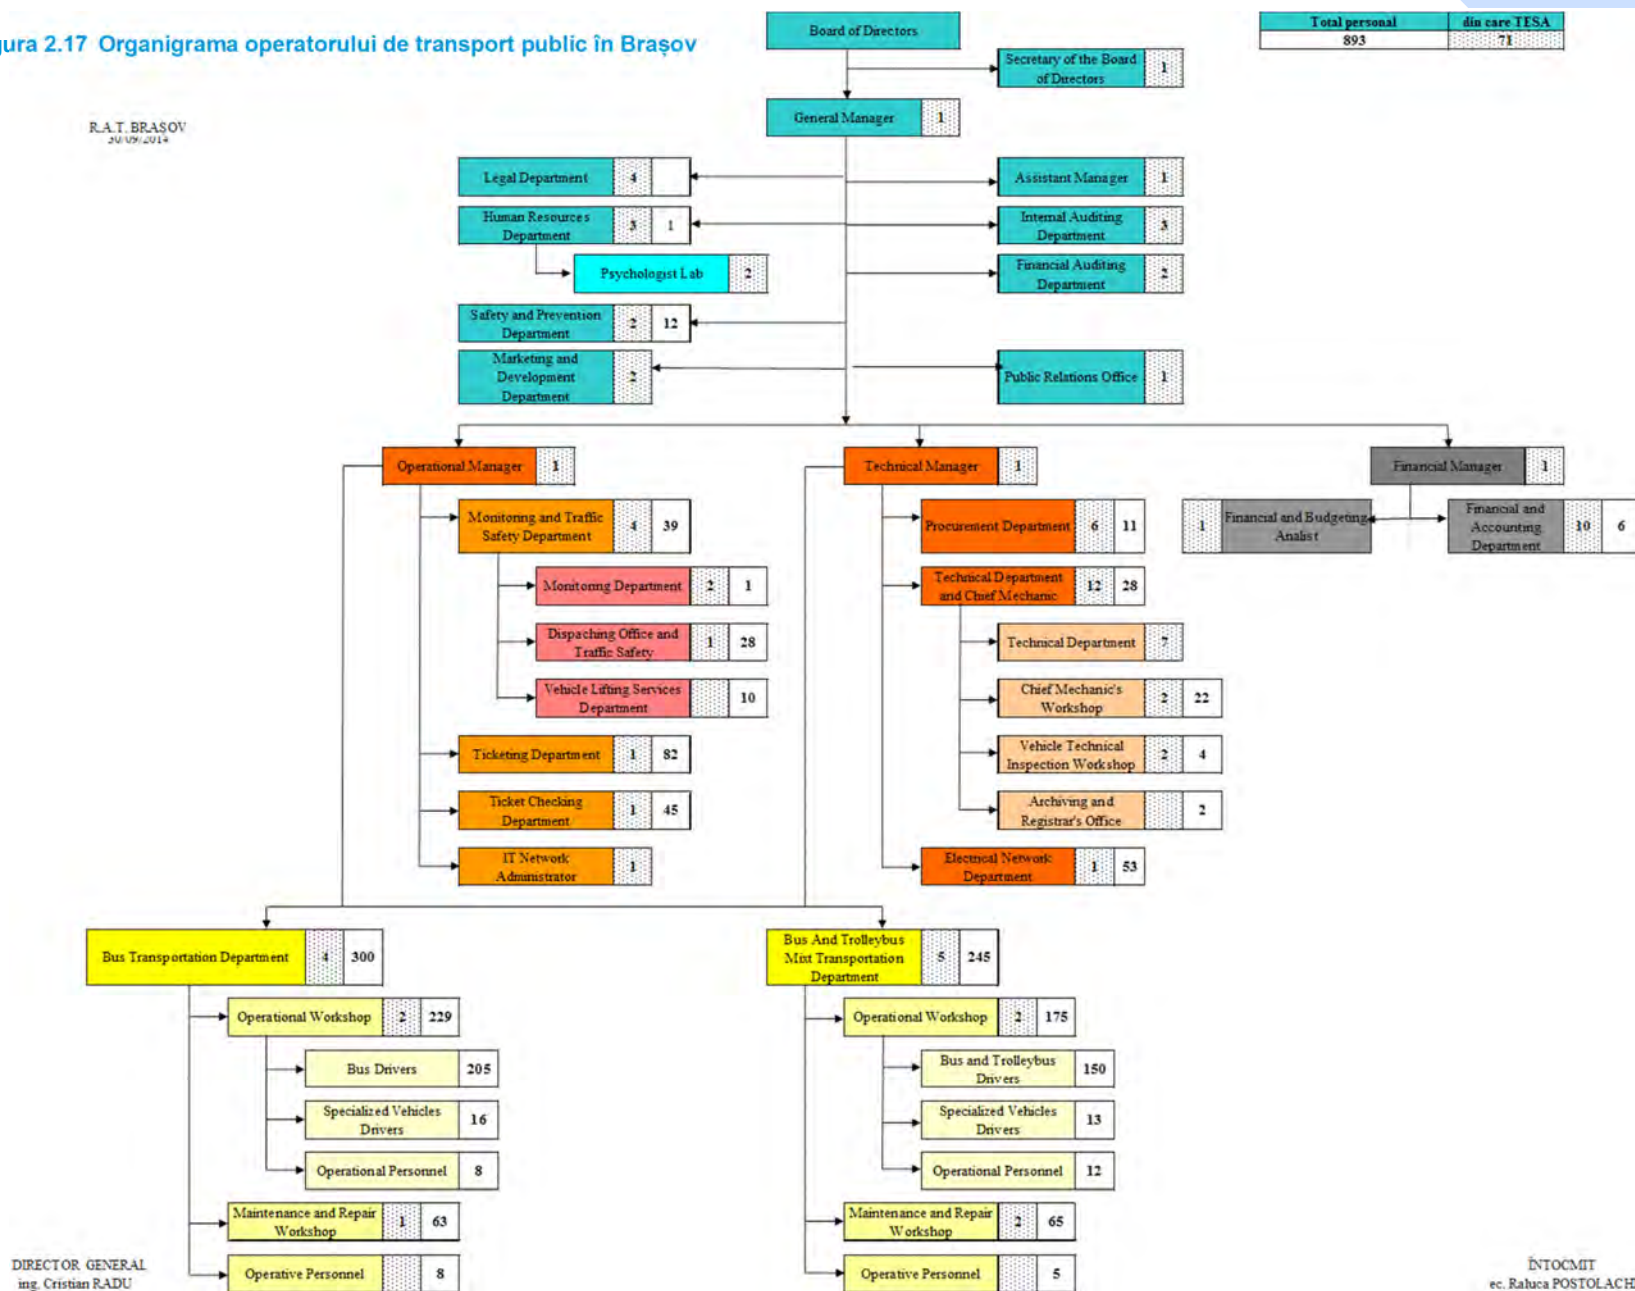 gura 2.17 Organigrama operatorului de transport public în Brașov
Total personal din care TESA
893 71
R.A.T. BRASOV
30/09/2014
Board of Directors
Secretary of the Board
of Directors
1
General Manager 1
Legal Department 4
Assistant Manager 1
Human Resources
Department
3 1
Internal Auditing
Department
3
Psychologist Lab 2
Financial Auditing
Department
2
Safety and Prevention
Department
2 12
Marketing and
Development
Department
2
Public Relations Office 1
Operational Manager 1
Technical Manager 1
Financial Manager 1
Monitoring and Traffic
Safety Department
4 39
Monitoring Department 2 1
Dispaching Office and
Traffic Safety
1 28
Vehicle Lifting Services
Department
10
Ticketing Department 1 82
Ticket Checking
Department
1 45
IT Network
Administrator
1
Procurement Department 6 11
Technical Department
and Chief Mechanic
12 28
Technical Department 7
Chief Mechanic's
Workshop
2 22
Vehicle Technical
Inspection Workshop
2 4
Archiving and
Registrar's Office
2
Electrical Network
Department
1 53
1
Financial and Budgeting
Analist
Financial and
Accounting
Department
10 6
Bus Transportation Department 4 300
Operational Workshop 2 229
Bus Drivers 205
Specialized Vehicles
Drivers
16
Operational Personnel 8
Maintenance and Repair
Workshop
1 63
Operative Personnel 8
Bus And Trolleybus
Mixt Transportation
Department
5 245
Operational Workshop 2 175
Bus and Trolleybus
Drivers
150
Specialized Vehicles
Drivers
13
Operational Personnel 12
Maintenance and Repair
Workshop
2 65
Operative Personnel 5
DIRECTOR GENERAL
ing. Cristian RADU
ÎNTOCMIT
ec. Raluca POSTOLACHI